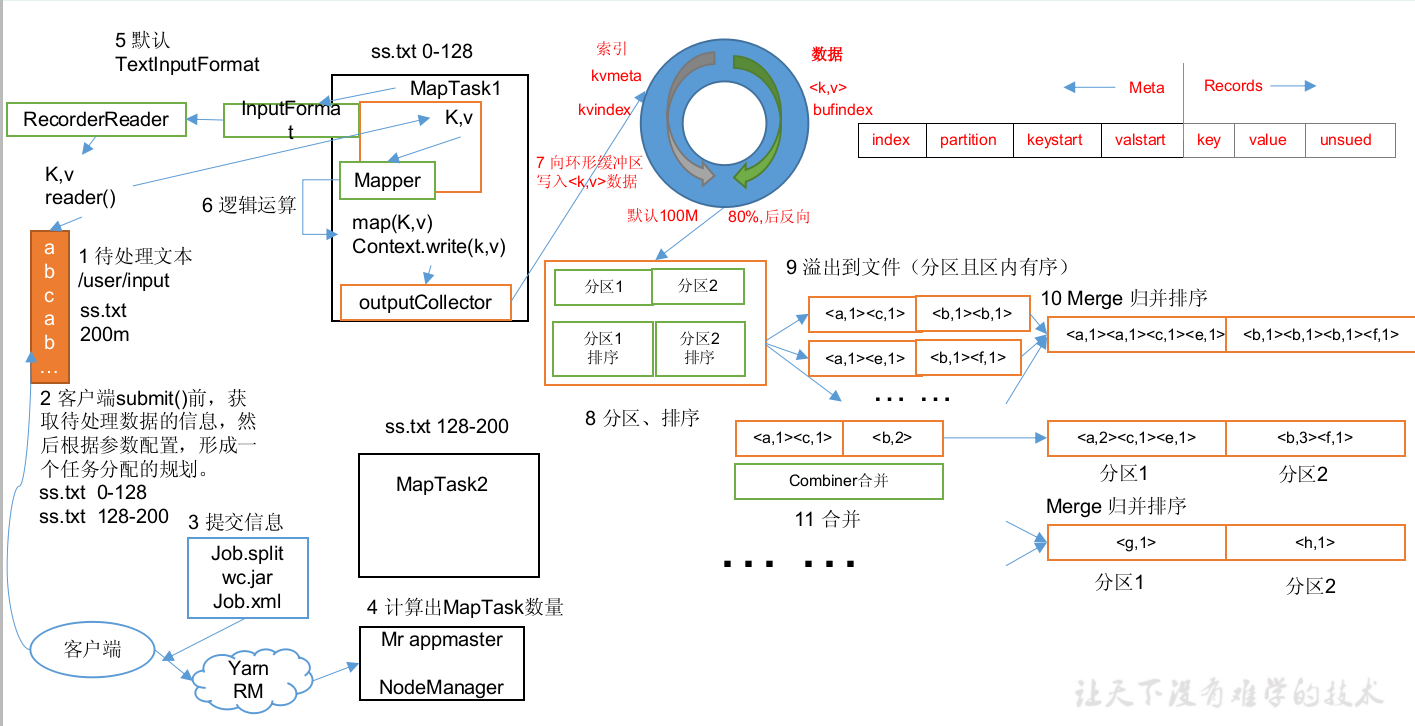 5 默认
TextInputFormat
RecorderReader
InputForma
t
K,v
reader()
a
b
c
a
b
…
1 待处理文本
/user/input
ss.txt
200m
2 客户端submit()前，获
取待处理数据的信息，然
后根据参数配置，形成一
个任务分配的规划。
ss.txt 0-128
ss.txt 128-200
3 提交信息
Job.split
wc.jar
Job.xml
客户端
Yarn
RM
4 计算出MapTask数量
Mr appmaster
NodeManager
ss.txt 0-128
MapTask1
K,v
Mapper
6 逻辑运算
map(K,v)
Context.write(k,v)
outputCollector
ss.txt 128-200
MapTask2
7 向环形缓冲区
写入<k,v>数据
索引
kvmeta
kvindex
数据
<k,v>
bufindex
默认100M
80%,后反向
Meta
Records
index partition keystart valstart key value unsued
分区1 分区2
分区1
排序
分区2
排序
8 分区、排序
9 溢出到文件（分区且区内有序）
<a,1><c,1> <b,1><b,1>
<a,1><e,1> <b,1><f,1>
… …
10 Merge 归并排序
<a,1><a,1><c,1><e,1> <b,1><b,1><b,1><f,1>
<a,1><c,1> <b,2>
Combiner合并
11 合并
… …
<a,2><c,1><e,1> <b,3><f,1>
分区1 分区2
Merge 归并排序
<g,1> <h,1>
分区1 分区2
让天下没有难学的技术